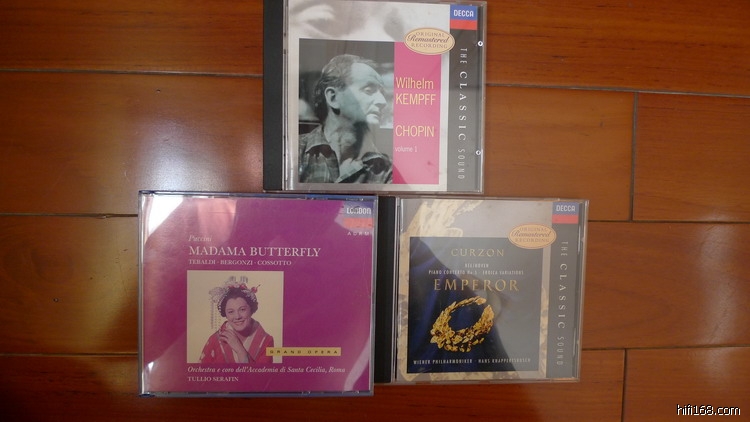 DECCA
ORIGINAL
Remastered
RECORDING
Wilhelm
KEMPFF
CHOPIN
volume 1
THE CLASSIC SOUND
LONDON
Puccini
MADAMA BUTTERFLY
TEBALDI · BERGONZI · COSSOTTO
GRAND OPERA
Orchestra e coro dell'Accademia di Santa Cecilia, Roma
TULLIO SERAFIN
DECCA
ORIGINAL
Remastered
RECORDING
CURZON
BEETHOVEN
PIANO CONCERTO No.5 · EROICA VARIATIONS
EMPEROR
WIENER PHILHARMONIKER · HANS KNAPPERTSBUSCH
THE CLASSIC SOUND
hifi168.com